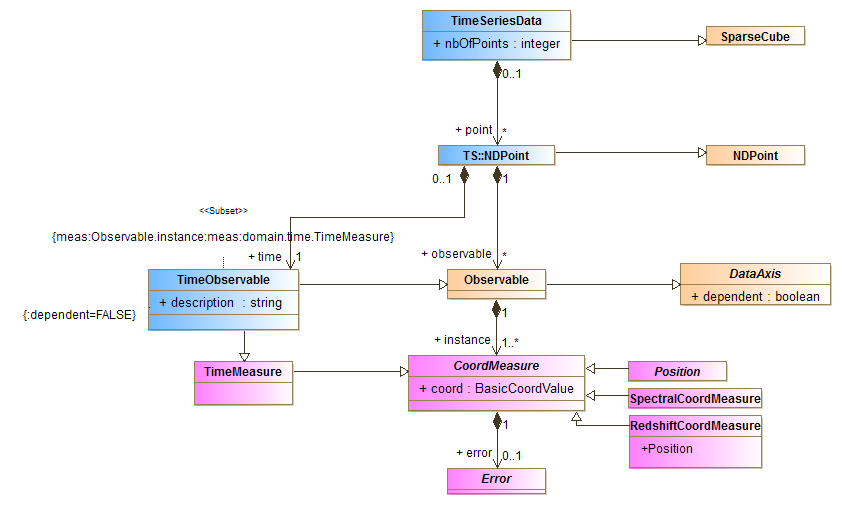 TimeSeriesData
+ nbOfPoints : integer
SparseCube
0..1
+ point
*
TS::NDPoint
NDPoint
0..1
1
<<Subset>>
{meas:Observable.instance:meas:domain.time.TimeMeasure}
+ time
1
+ observable
*
TimeObservable
+ description : string
{:dependent=FALSE}
Observable
DataAxis
+ dependent : boolean
1
+ instance
1..*
TimeMeasure
CoordMeasure
+ coord : BasicCoordValue
Position
SpectralCoordMeasure
RedshiftCoordMeasure
+Position
1
+ error
0..1
Error